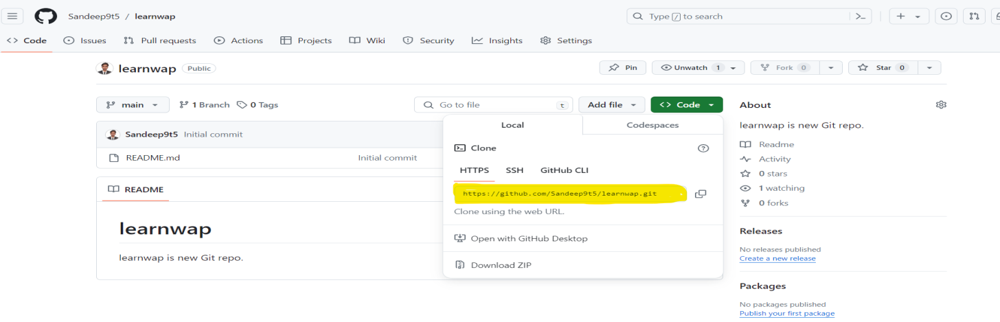 Sandeep9t5 / learnwap
Type / to search
Code Issues Pull requests Actions Projects Wiki Security Insights Settings
learnwap Public
Pin Unwatch 1 Fork 0 Star 0
main 1 Branch 0 Tags
Go to file t
Add file Code
Sandeep9t5 Initial commit
README.md Initial commit
README
learnwap
learnwap is new Git repo.
Local Codespaces
Clone
HTTPS SSH GitHub CLI
https://github.com/Sandeep9t5/learnwap.git
Clone using the web URL.
Open with GitHub Desktop
Download ZIP
About
learnwap is new Git repo.
Readme
Activity
0 stars
1 watching
0 forks
Releases
No releases published
Create a new release
Packages
No packages published
Publish your first package